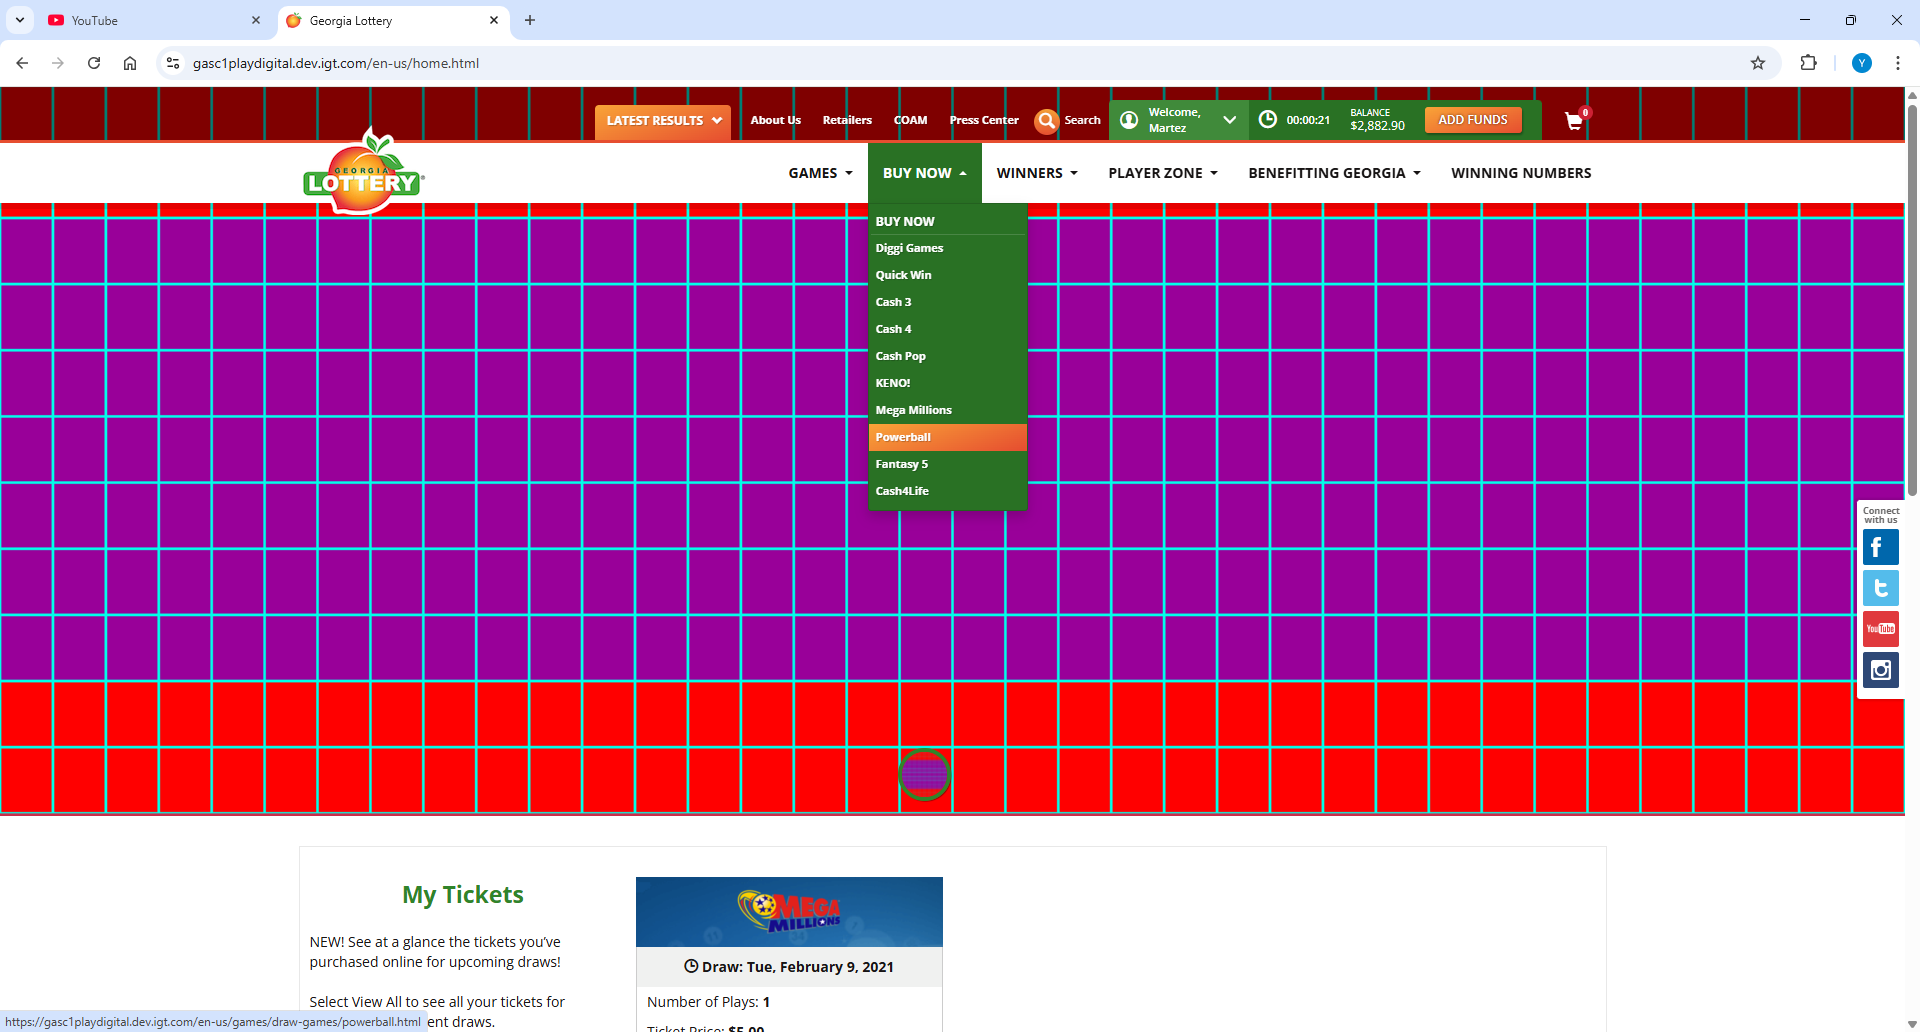 YouTube
Georgia Lottery
gasc1playdigital.dev.igt.com/en-us/home.html
Y
LATEST RESULTS
About Us
Retailers
COAM
Press Center
Search
Welcome,
Martez
00:00:21
BALANCE
$2,882.90
ADD FUNDS
0
GEORGIA
LOTTERY
GAMES
BUY NOW
WINNERS
PLAYER ZONE
BENEFITTING GEORGIA
WINNING NUMBERS
BUY NOW
Diggi Games
Quick Win
Cash 3
Cash 4
Cash Pop
KENO!
Mega Millions
Powerball
Fantasy 5
Cash4Life
Connect
with us
f
t
YouTube
My Tickets
NEW! See at a glance the tickets you've
purchased online for upcoming draws!
Select View All to see all your tickets for
ent draws.
MEGA
MILLIONS
Draw: Tue, February 9, 2021
Number of Plays: 1
Ticket Price: $5.00
https://gasc1playdigital.dev.igt.com/en-us/games/draw-games/powerball.html